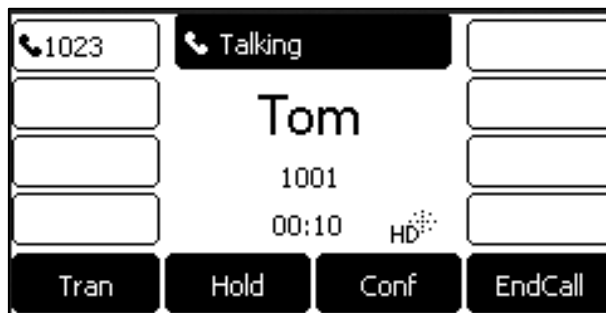 1023
Talking
Tom
1001
00:10 HD
Tran Hold Conf EndCall